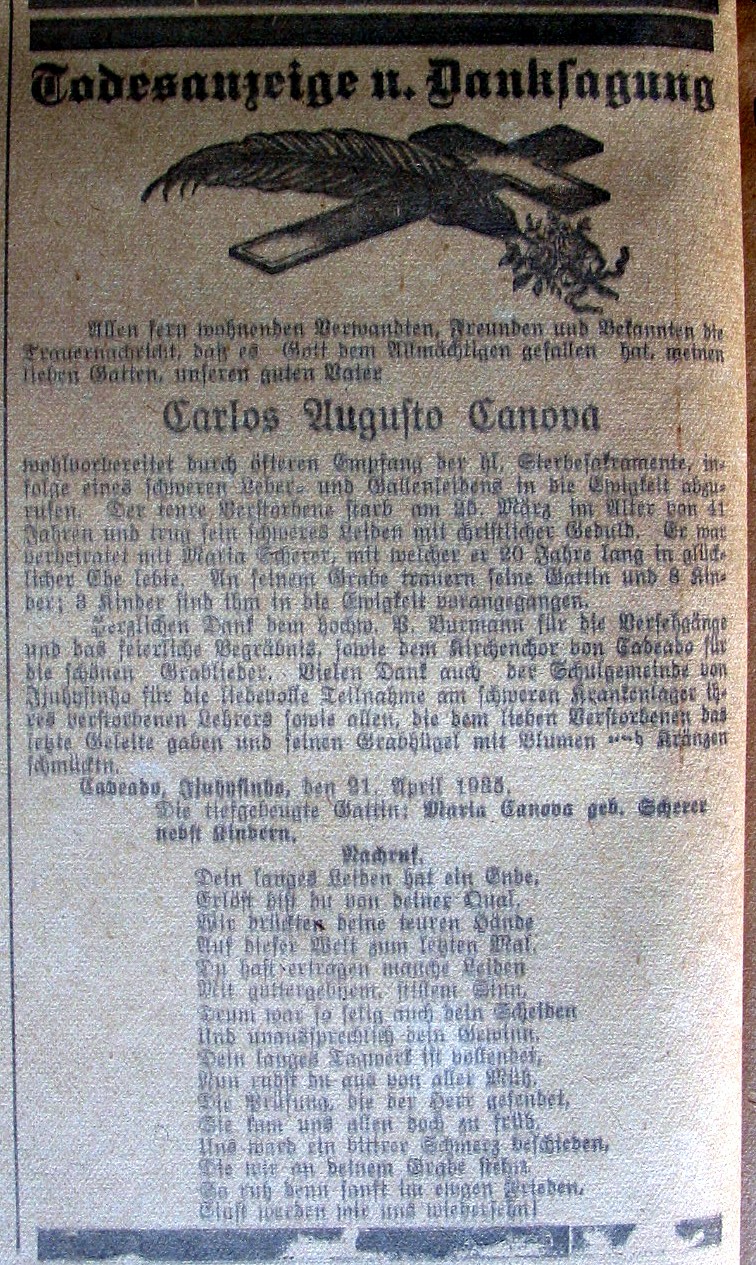 Todesanzeige u. Danksagung
Allen fern wohnenden Verwandten, Freunden und Bekannten die
Trauernachricht, daß es Gott dem Allmächtigen gefallen hat, meinen
lieben Gatten, unseren guten Vater
Carlos Augusto Canova
wohlvorbereitet durch öfteren Empfang der hl. Sterbesakramente, in-
folge eines schweren Leber- und Gallenleidens in die Ewigkeit abzu-
rufen. Der teure Verstorbene starb am 25. März im Alter von 41
Jahren und trug sein schweres Leiden mit christlicher Geduld. Er war
verheiratet mit Maria Scherer, mit welcher er 20 Jahre lang in glück-
licher Ehe lebte. An seinem Grabe trauern seine Gattin und 8 Kin-
der; 3 Kinder sind ihm in die Ewigkeit vorangegangen.
Herzlichen Dank dem hochw. P. Burmann für die Versehgänge
und das feierliche Begräbnis, sowie dem Kirchenchor von Cadeado für
die schönen Grablieder. Vielen Dank auch der Schulgemeinde von
Ijuhysinho für die liebevolle Teilnahme am schweren Krankenlager ih-
res verstorbenen Lehrers sowie allen, die dem lieben Verstorbenen das
letzte Geleite gaben und seinen Grabhügel mit Blumen und Kränzen
schmückten.
Cadeado, Ijuhysinho, den 21. April 1935.
Die tiefgebeugte Gattin: Maria Canova geb. Scherer
nebst Kindern.
Nachruf.
Dein langes Leiden hat ein Ende,
Erlöst bist du von deiner Qual,
Wir drückten deine teuren Hände
Auf dieser Welt zum letzten Mal.
Du hast ertragen manche Leiden
Mit gottergebnem, stillem Sinn,
Drum war so selig auch dein Scheiden
Und unaussprechlich dein Gewinn.
Dein langes Tagwerk ist vollendet,
Nun ruhst du aus von aller Müh.
Die Prüfung, die der Herr gesendet,
Sie kam uns allen doch zu früh.
Uns ward ein bittrer Schmerz beschieden,
Die wir an deinem Grabe stehn.
So ruh denn sanft im ewgen Frieden,
Einst werden wir uns wiedersehn!